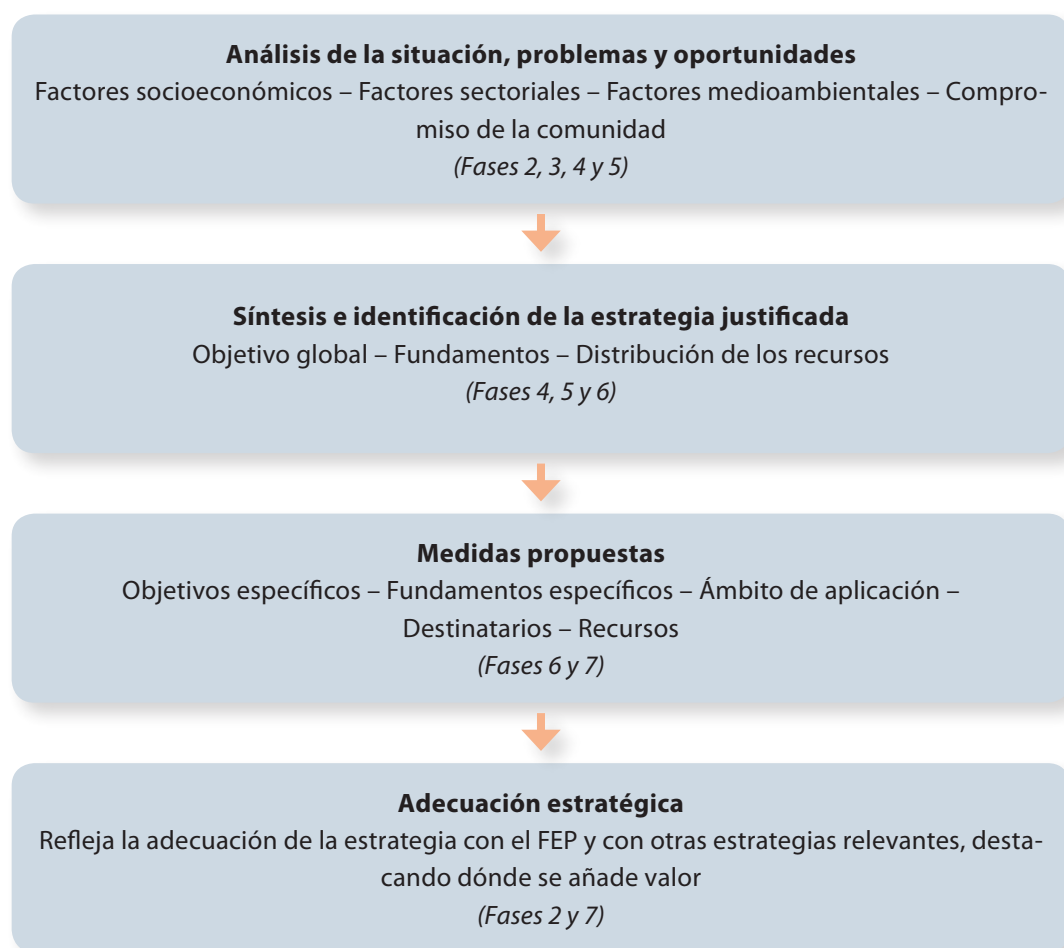 Análisis de la situación, problemas y oportunidades
Factores socioeconómicos – Factores sectoriales – Factores medioambientales – Compro-
miso de la comunidad
(Fases 2, 3, 4 y 5)
Síntesis e identificación de la estrategia justificada
Objetivo global – Fundamentos – Distribución de los recursos
(Fases 4, 5 y 6)
Medidas propuestas
Objetivos específicos – Fundamentos específicos – Ámbito de aplicación –
Destinatarios – Recursos
(Fases 6 y 7)
Adecuación estratégica
Refleja la adecuación de la estrategia con el FEP y con otras estrategias relevantes, desta-
cando dónde se añade valor
(Fases 2 y 7)